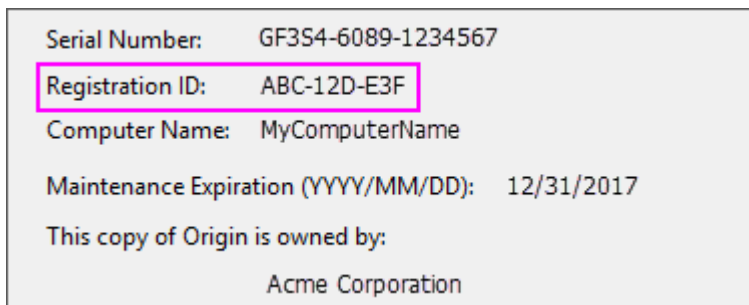 Serial Number: GF3S4-6089-1234567
Registration ID: ABC-12D-E3F
Computer Name: MyComputerName
Maintenance Expiration (YYYY/MM/DD): 12/31/2017
This copy of Origin is owned by:
Acme Corporation